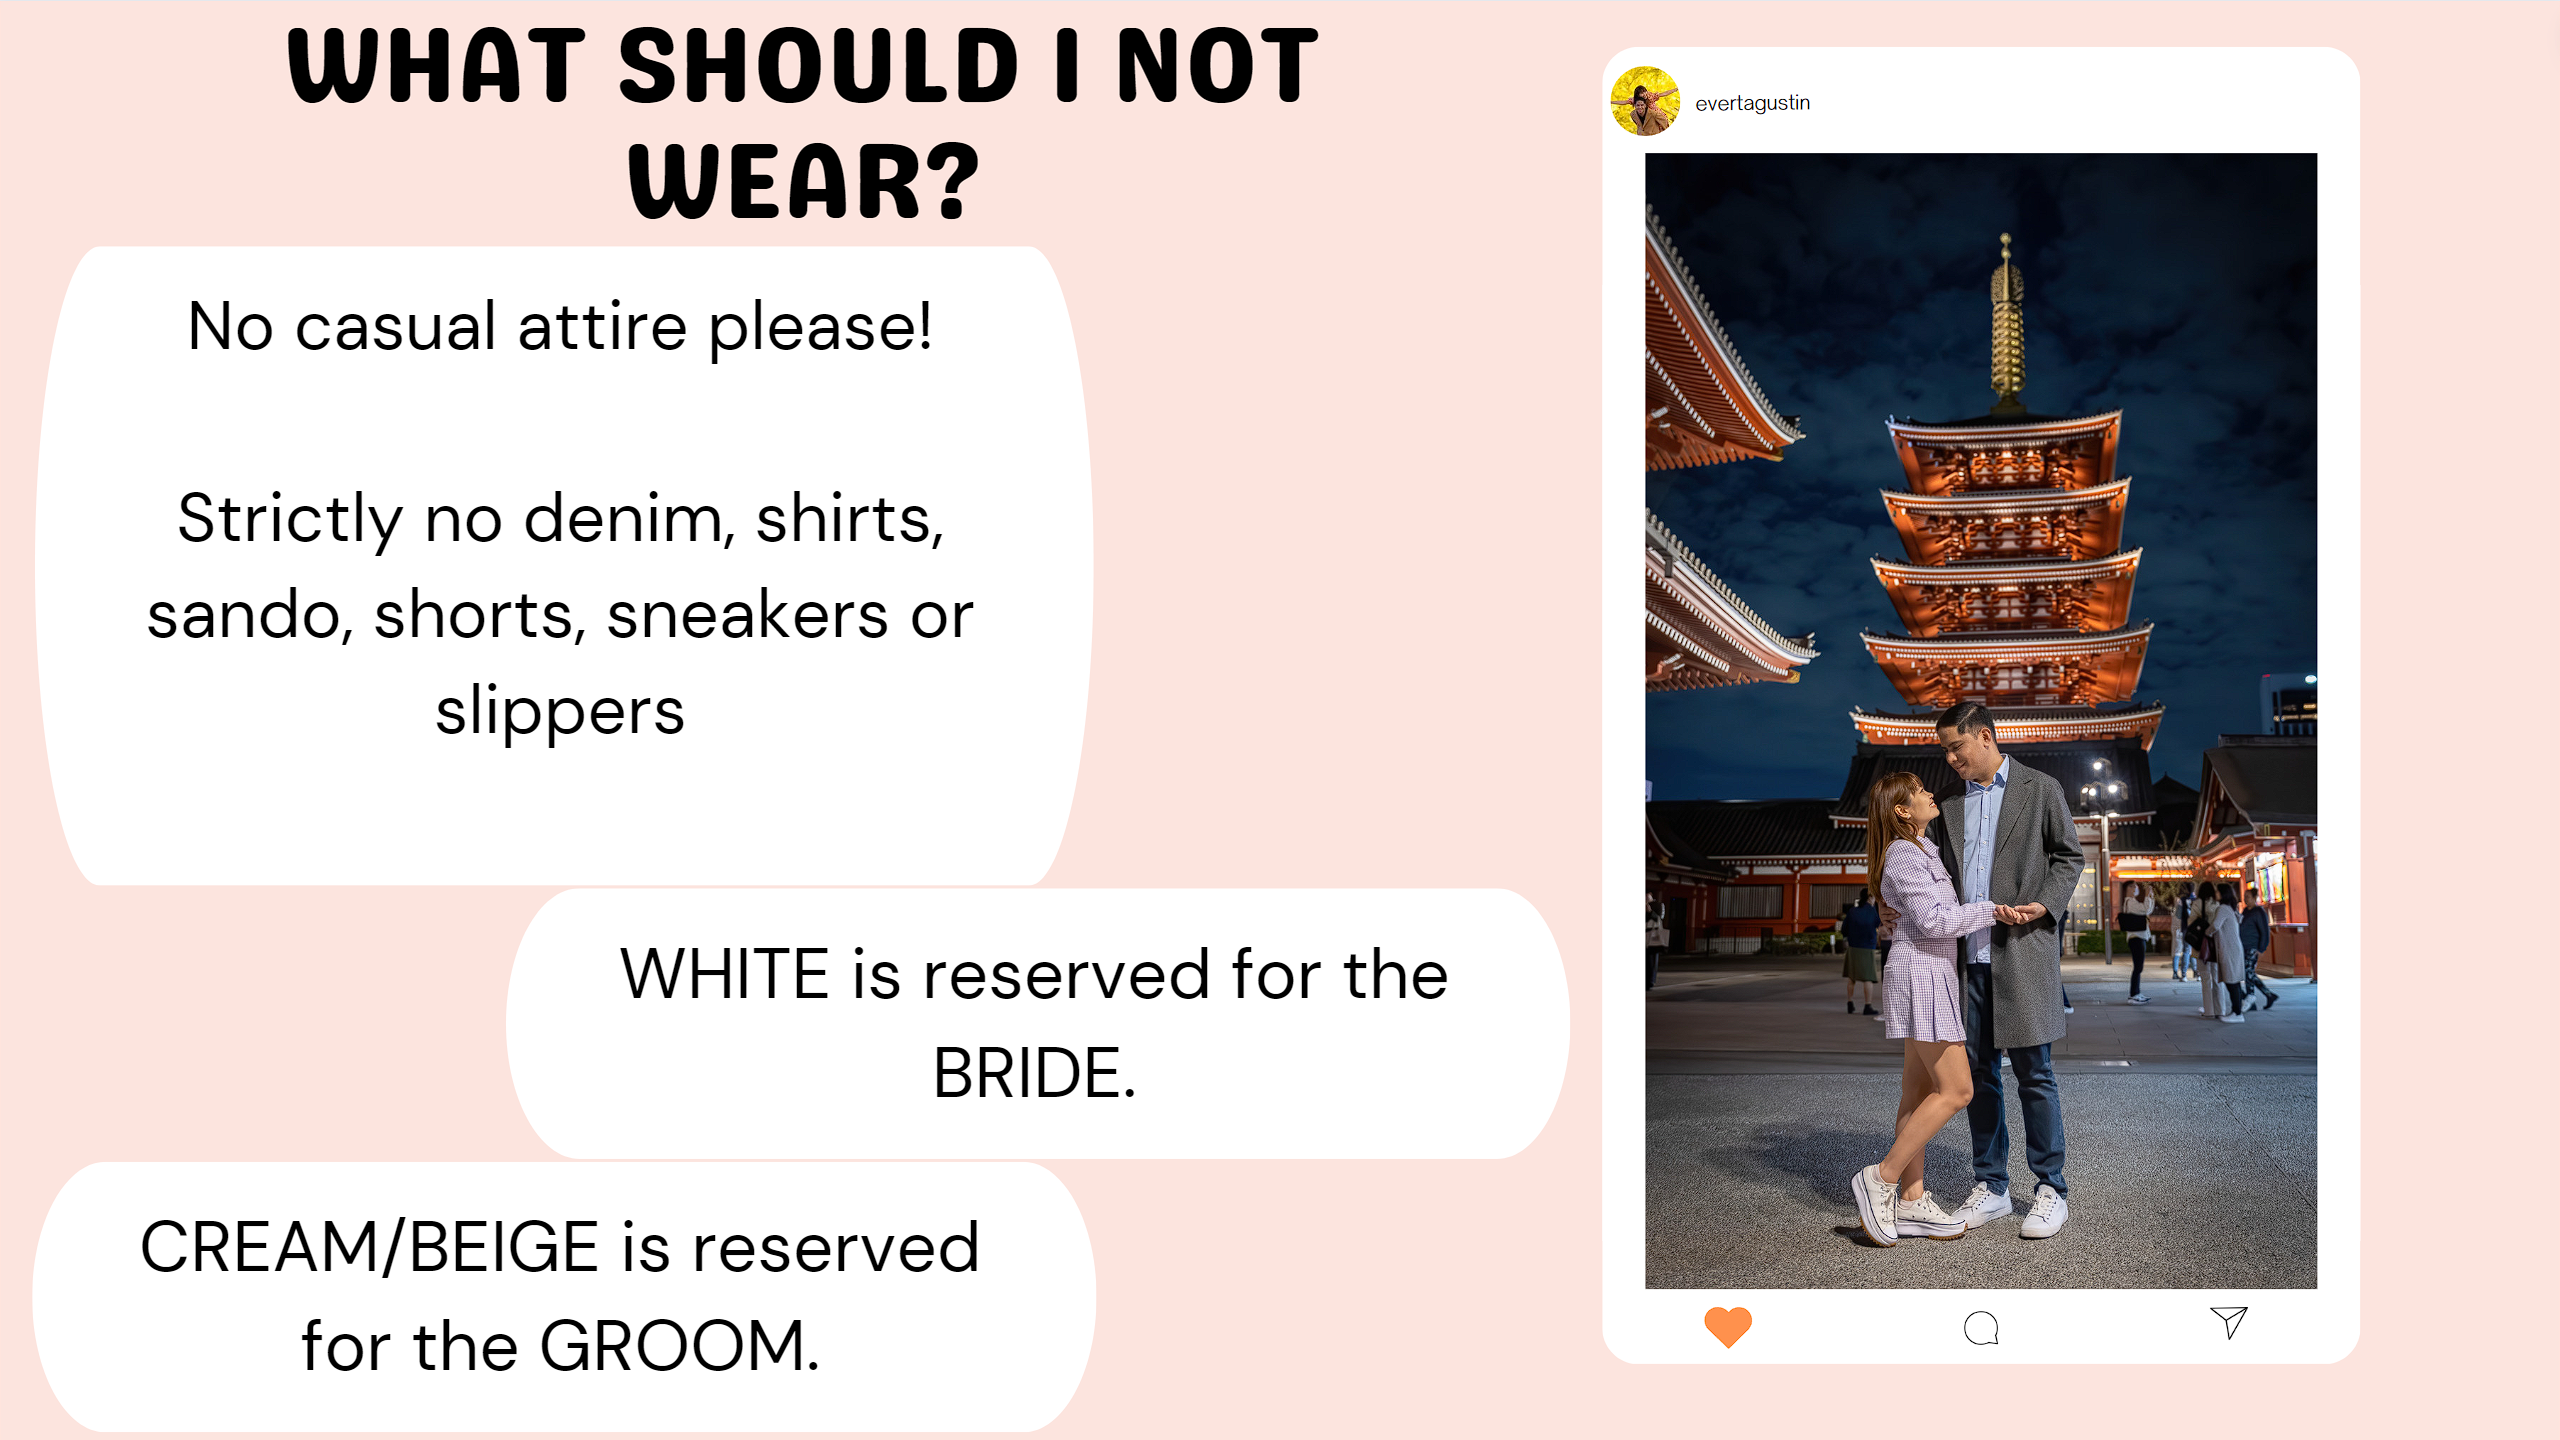 WHAT SHOULD I NOT
WEAR?
No casual attire please!
Strictly no denim, shirts,
sando, shorts, sneakers or
slippers
WHITE is reserved for the
BRIDE.
CREAM/BEIGE is reserved
for the GROOM.
evertagustin